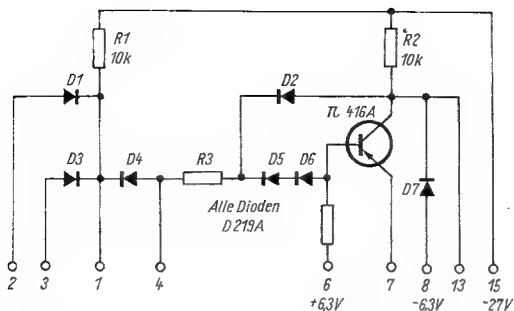 R1
10k
R2
10k
D1
D2
П 416A
D3
D4
R3
D5
D6
D7
Alle Dioden
D219A
2
3
1
4
6
7
8
13
15
+6,3V
-6,3V
-27V